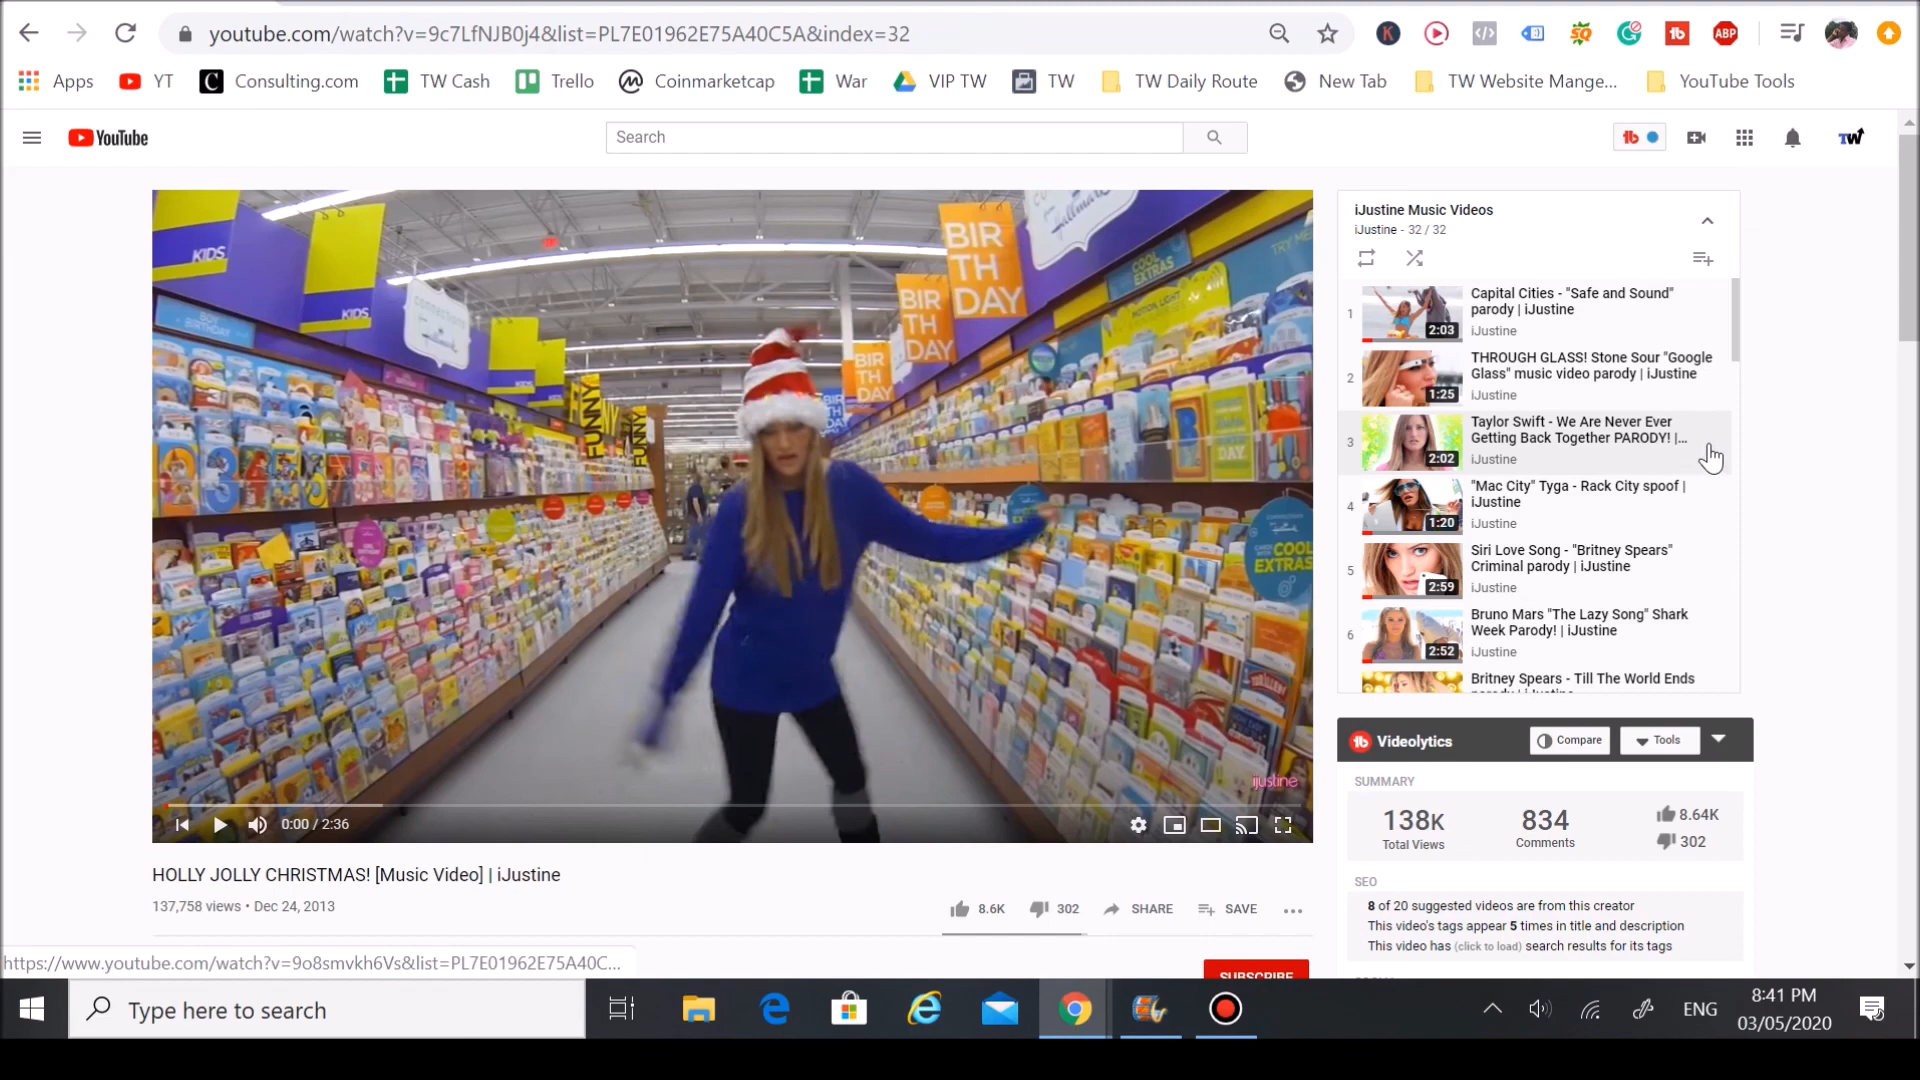 youtube.com/watch?v=9c7LfNJB0j4&list=PL7E01962E75A40C5A&index=32
Apps YT Consulting.com TW Cash Trello Coinmarketcap War VIP TW TW TW Daily Route New Tab TW Website Mange... YouTube Tools
YouTube
Search
KIDS
KIDS
BIRTHDAY
BIRTHDAY
BIRTHDAY
FUNNY
FUNNY
COOL EXTRAS
COOL EXTRAS
ijustine
0:00 / 2:36
HOLLY JOLLY CHRISTMAS! [Music Video] | iJustine
137,758 views • Dec 24, 2013
8.6K 302 SHARE SAVE
SUBSCRIBE
iJustine Music Videos
iJustine - 32 / 32
1
Capital Cities - "Safe and Sound"
parody | iJustine
iJustine
2:03
2
THROUGH GLASS! Stone Sour "Google
Glass" music video parody | iJustine
iJustine
1:25
3
Taylor Swift - We Are Never Ever
Getting Back Together PARODY! |...
iJustine
2:02
4
"Mac City" Tyga - Rack City spoof |
iJustine
iJustine
1:20
5
Siri Love Song - "Britney Spears"
Criminal parody | iJustine
iJustine
2:59
6
Bruno Mars "The Lazy Song" Shark
Week Parody! | iJustine
iJustine
2:52
Britney Spears - Till The World Ends
Videolytics Compare Tools
SUMMARY
138K 834 8.64K
Total Views Comments 302
SEO
8 of 20 suggested videos are from this creator
This video's tags appear 5 times in title and description
This video has (click to load) search results for its tags
https://www.youtube.com/watch?v=9o8smvkh6Vs&list=PL7E01962E75A40C...
Type here to search
ENG
8:41 PM
03/05/2020